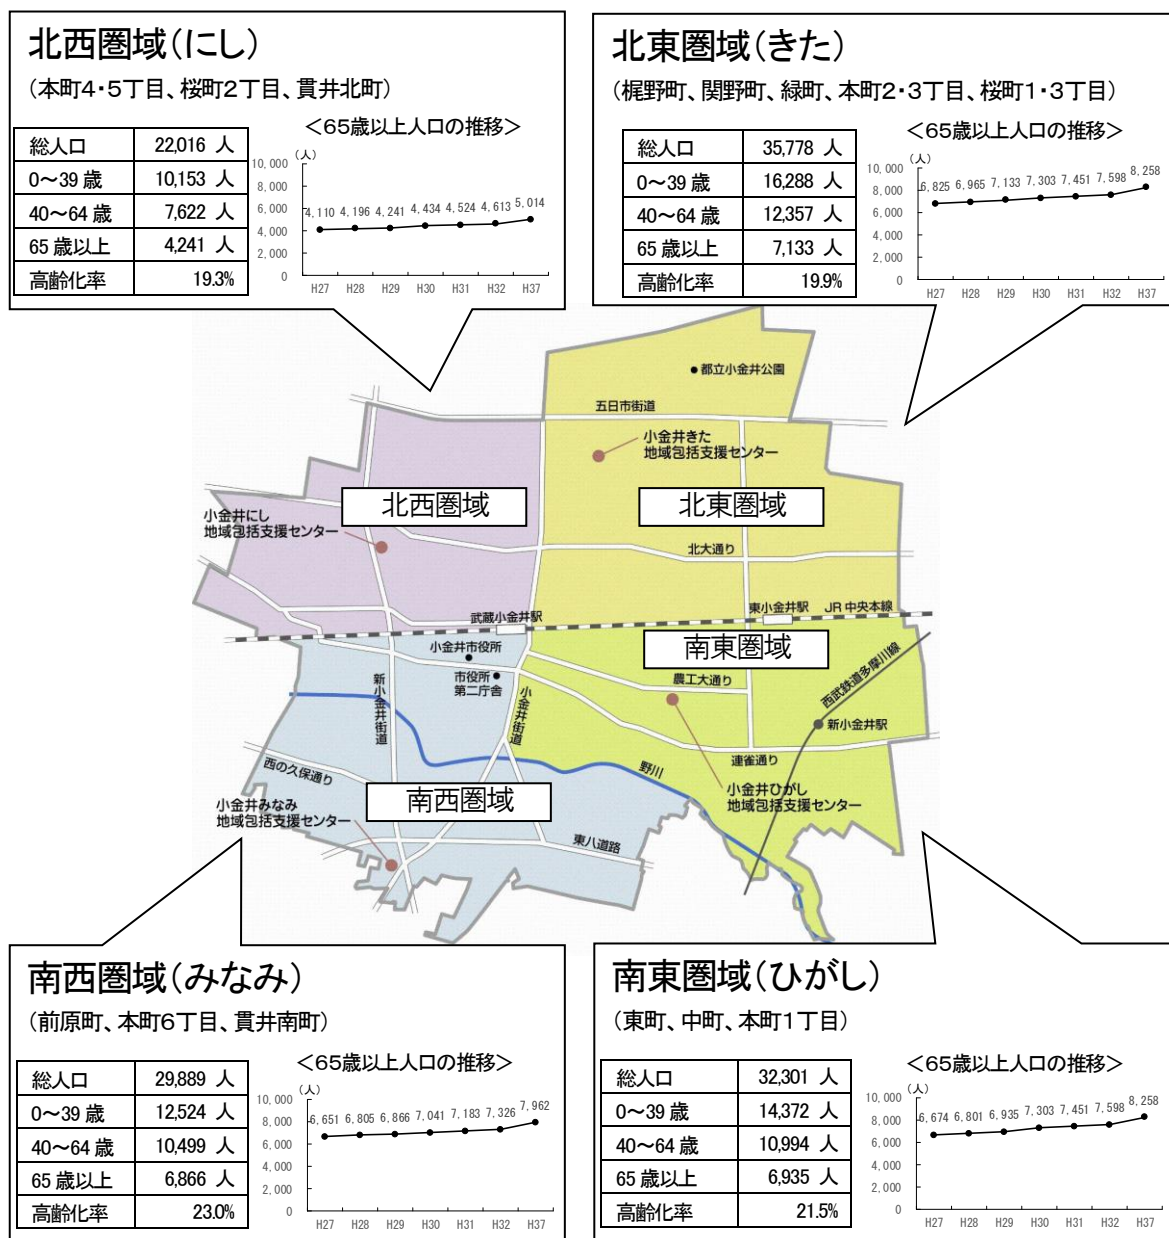 北西圏域(にし)
(本町4・5丁目、桜町2丁目、貫井北町)
総人口 22,016 人
0〜39 歳 10,153 人
40〜64 歳 7,622 人
65 歳以上 4,241 人
高齢化率 19.3%
<65歳以上人口の推移>
(人)
10,000
8,000
6,000
4,000
2,000
0
4,110 4,196 4,241 4,434 4,524 4,613 5,014
H27 H28 H29 H30 H31 H32 H37
北東圏域(きた)
(梶野町、関野町、緑町、本町2・3丁目、桜町1・3丁目)
総人口 35,778 人
0〜39 歳 16,288 人
40〜64 歳 12,357 人
65 歳以上 7,133 人
高齢化率 19.9%
<65歳以上人口の推移>
(人)
10,000
8,000
6,000
4,000
2,000
0
6,825 6,965 7,133 7,303 7,451 7,598 8,258
H27 H28 H29 H30 H31 H32 H37
都立小金井公園
五日市街道
小金井きた
地域包括支援センター
北西圏域
北東圏域
小金井にし
地域包括支援センター
北大通り
武蔵小金井駅
東小金井駅
JR 中央本線
小金井市役所
市役所
第二庁舎
新小金井街道
小金井街道
南東圏域
農工大通り
西武鉄道多摩川線
新小金井駅
連雀通り
野川
西の久保通り
南西圏域
小金井みなみ
地域包括支援センター
小金井ひがし
地域包括支援センター
東八道路
南西圏域(みなみ)
(前原町、本町6丁目、貫井南町)
総人口 29,889 人
0〜39 歳 12,524 人
40〜64 歳 10,499 人
65 歳以上 6,866 人
高齢化率 23.0%
<65歳以上人口の推移>
(人)
10,000
8,000
6,000
4,000
2,000
0
6,651 6,805 6,866 7,041 7,183 7,326 7,962
H27 H28 H29 H30 H31 H32 H37
南東圏域(ひがし)
(東町、中町、本町1丁目)
総人口 32,301 人
0〜39 歳 14,372 人
40〜64 歳 10,994 人
65 歳以上 6,935 人
高齢化率 21.5%
<65歳以上人口の推移>
(人)
10,000
8,000
6,000
4,000
2,000
0
6,674 6,801 6,935 7,303 7,451 7,598 8,258
H27 H28 H29 H30 H31 H32 H37